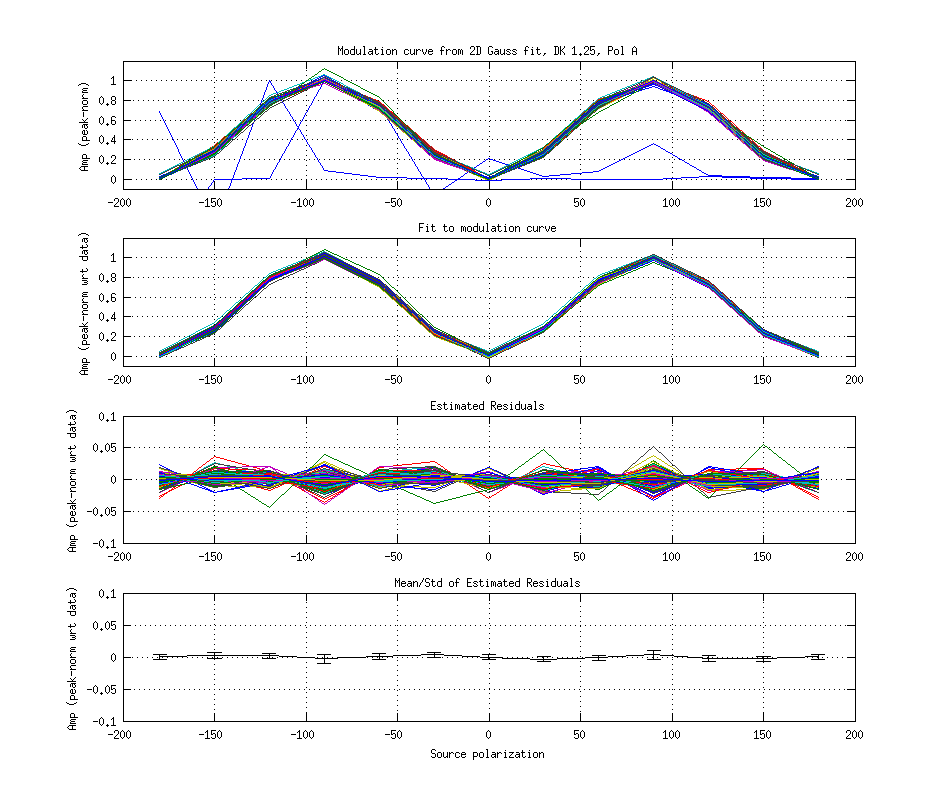 Modulation curve from 2D Gauss fit, DK 1.25, Pol A
Amp (peak-norm)
1
0.8
0.6
0.4
0.2
0
-200 -150 -100 -50 0 50 100 150 200
Fit to modulation curve
Amp (peak-norm wrt data)
1
0.8
0.6
0.4
0.2
0
-200 -150 -100 -50 0 50 100 150 200
Estimated Residuals
Amp (peak-norm wrt data)
0.1
0.05
0
-0.05
-0.1
-200 -150 -100 -50 0 50 100 150 200
Mean/Std of Estimated Residuals
Amp (peak-norm wrt data)
0.1
0.05
0
-0.05
-0.1
-200 -150 -100 -50 0 50 100 150 200
Source polarization